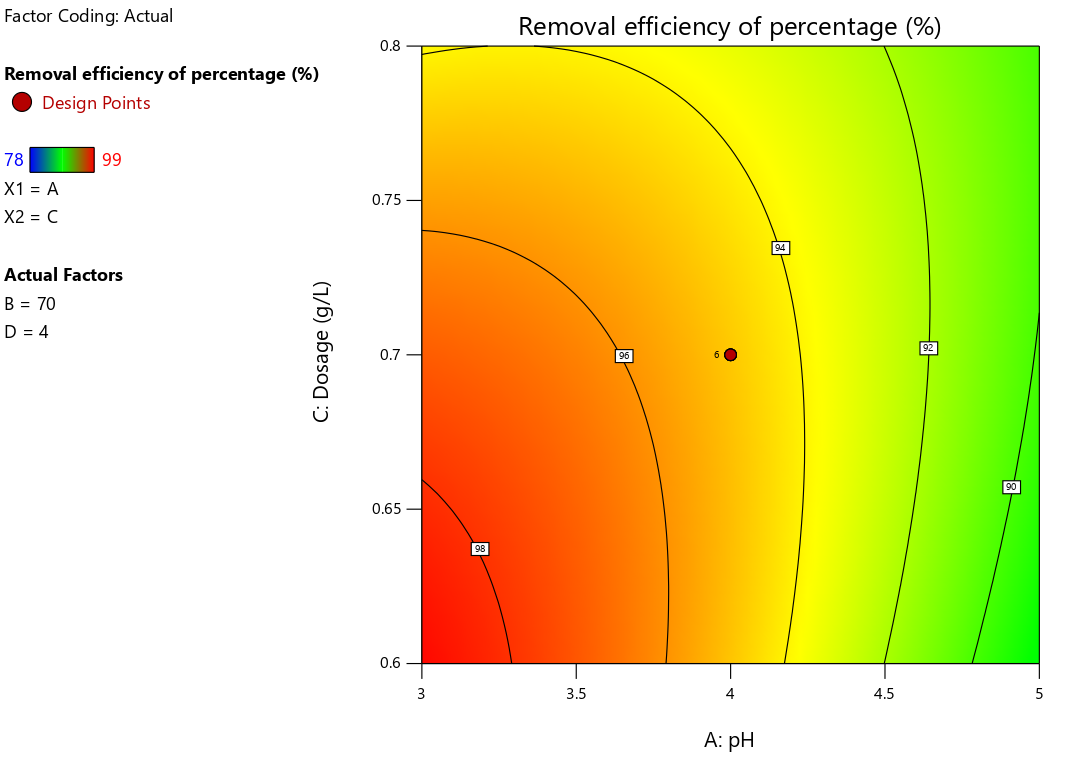 Factor Coding: Actual
Removal efficiency of percentage (%)
Design Points
78 99
X1 = A
X2 = C
Actual Factors
B = 70
D = 4
Removal efficiency of percentage (%)
0.8
0.75
0.7
0.65
0.6
C: Dosage (g/L)
94
96
6
92
90
98
3 3.5 4 4.5 5
A: pH